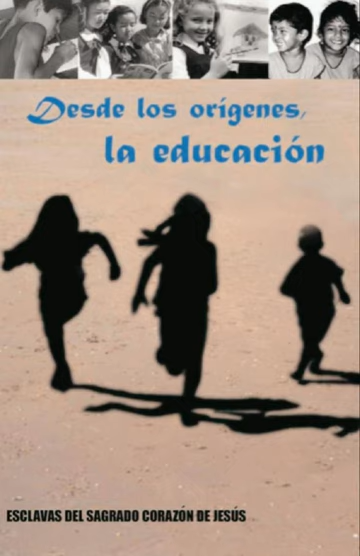 Desde los orígenes,
la educación
ESCLAVAS DEL SAGRADO CORAZÓN DE JESÚS